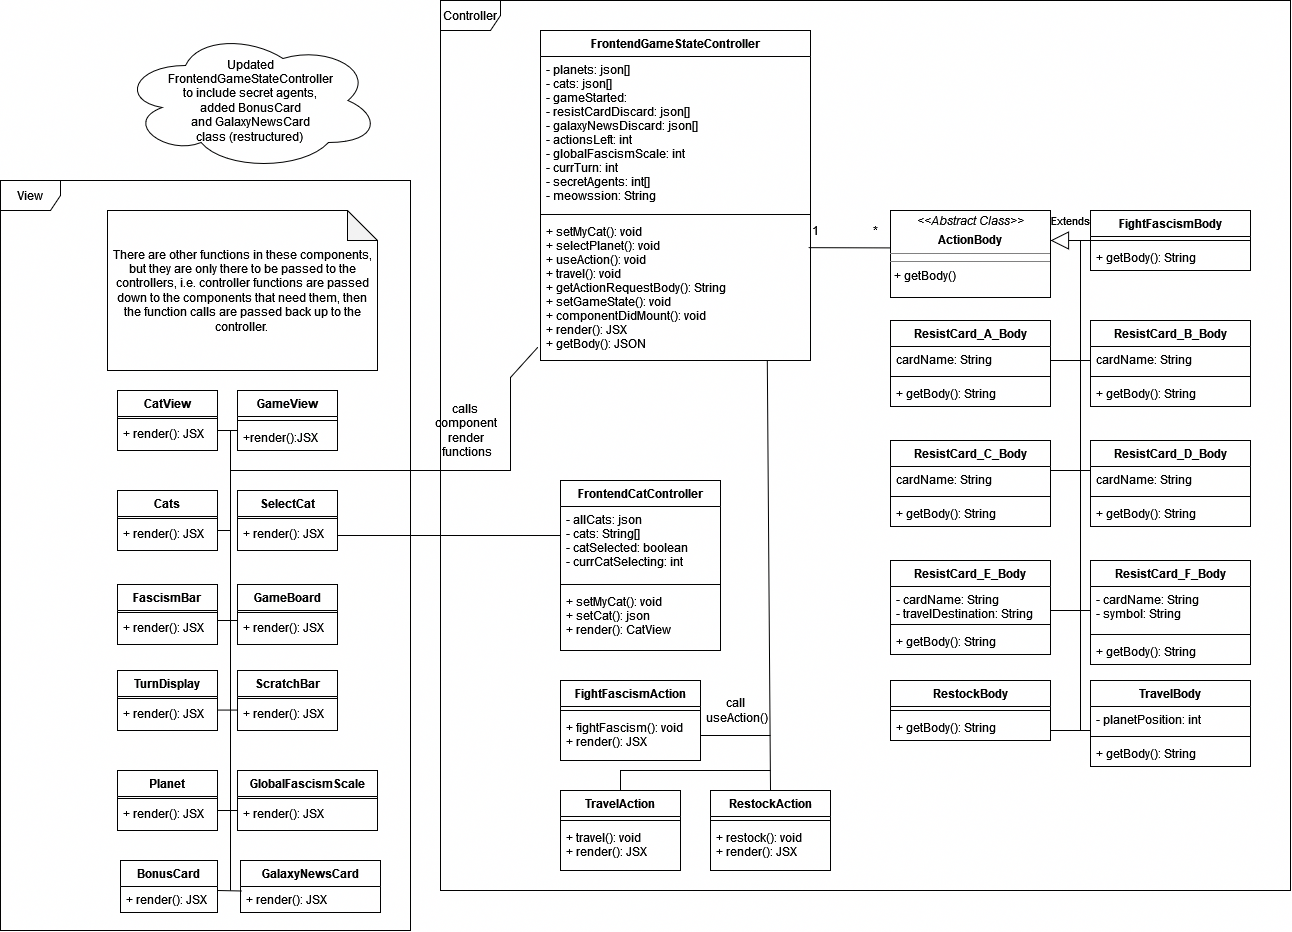 Updated
FrontendGameStateController
to include secret agents,
added BonusCard
and GalaxyNewsCard
class (restructured)
View
There are other functions in these components,
but they are only there to be passed to the
controllers, i.e. controller functions are passed
down to the components that need them, then
the function calls are passed back up to the
controller.
CatView
+ render(): JSX
GameView
+render():JSX
Cats
+ render(): JSX
SelectCat
+ render(): JSX
FascismBar
+ render(): JSX
GameBoard
+ render(): JSX
TurnDisplay
+ render(): JSX
ScratchBar
+ render(): JSX
Planet
+ render(): JSX
GlobalFascismScale
+ render(): JSX
BonusCard
+ render(): JSX
GalaxyNewsCard
+ render(): JSX
Controller
FrontendGameStateController
- planets: json[]
- cats: json[]
- gameStarted:
- resistCardDiscard: json[]
- galaxyNewsDiscard: json[]
- actionsLeft: int
- globalFascismScale: int
- currTurn: int
- secretAgents: int[]
- meowssion: String
+ setMyCat(): void
+ selectPlanet(): void
+ useAction(): void
+ travel(): void
+ getActionRequestBody(): String
+ setGameState(): void
+ componentDidMount(): void
+ render(): JSX
+ getBody(): JSON
calls
component
render
functions
FrontendCatController
- allCats: json
- cats: String[]
- catSelected: boolean
- currCatSelecting: int
+ setMyCat(): void
+ setCat(): json
+ render(): CatView
FightFascismAction
+ fightFascism(): void
+ render(): JSX
call
useAction()
TravelAction
+ travel(): void
+ render(): JSX
RestockAction
+ restock(): void
+ render(): JSX
1
*
<<Abstract Class>>
ActionBody
+ getBody()
Extends
FightFascismBody
+ getBody(): String
ResistCard_A_Body
cardName: String
+ getBody(): String
ResistCard_B_Body
cardName: String
+ getBody(): String
ResistCard_C_Body
cardName: String
+ getBody(): String
ResistCard_D_Body
cardName: String
+ getBody(): String
ResistCard_E_Body
- cardName: String
- travelDestination: String
+ getBody(): String
ResistCard_F_Body
- cardName: String
- symbol: String
+ getBody(): String
RestockBody
+ getBody(): String
TravelBody
- planetPosition: int
+ getBody(): String